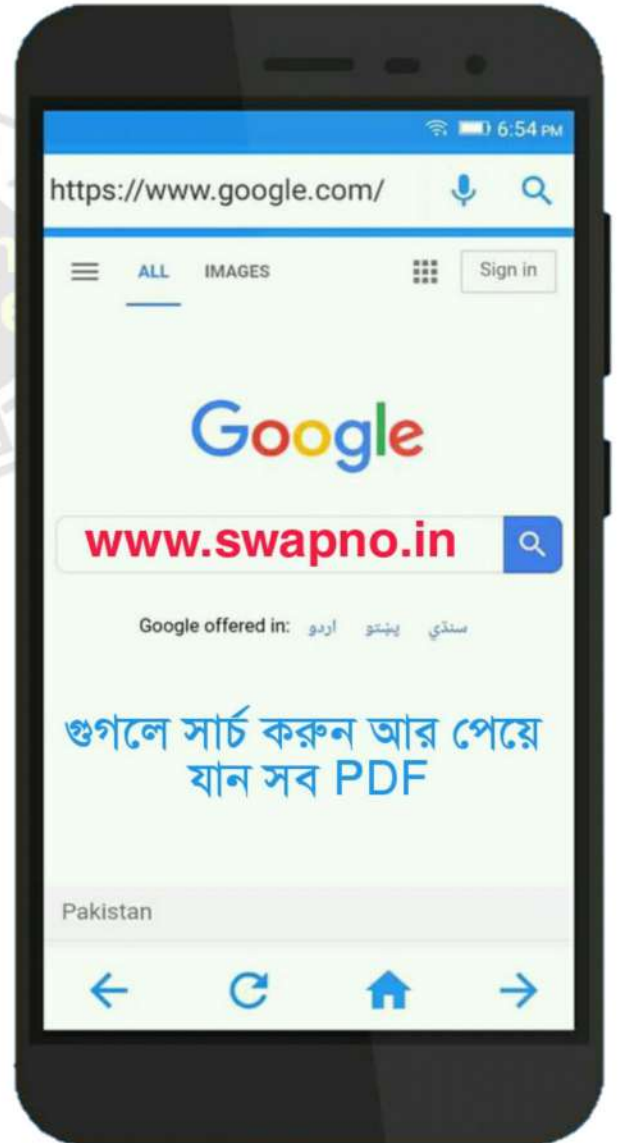 6:54 PM
https://www.google.com/
ALL IMAGES Sign in
Google
www.swapno.in
Google offered in: اردو پښتو سنڌي
গুগলে সার্চ করুন আর পেয়ে
যান সব PDF
Pakistan